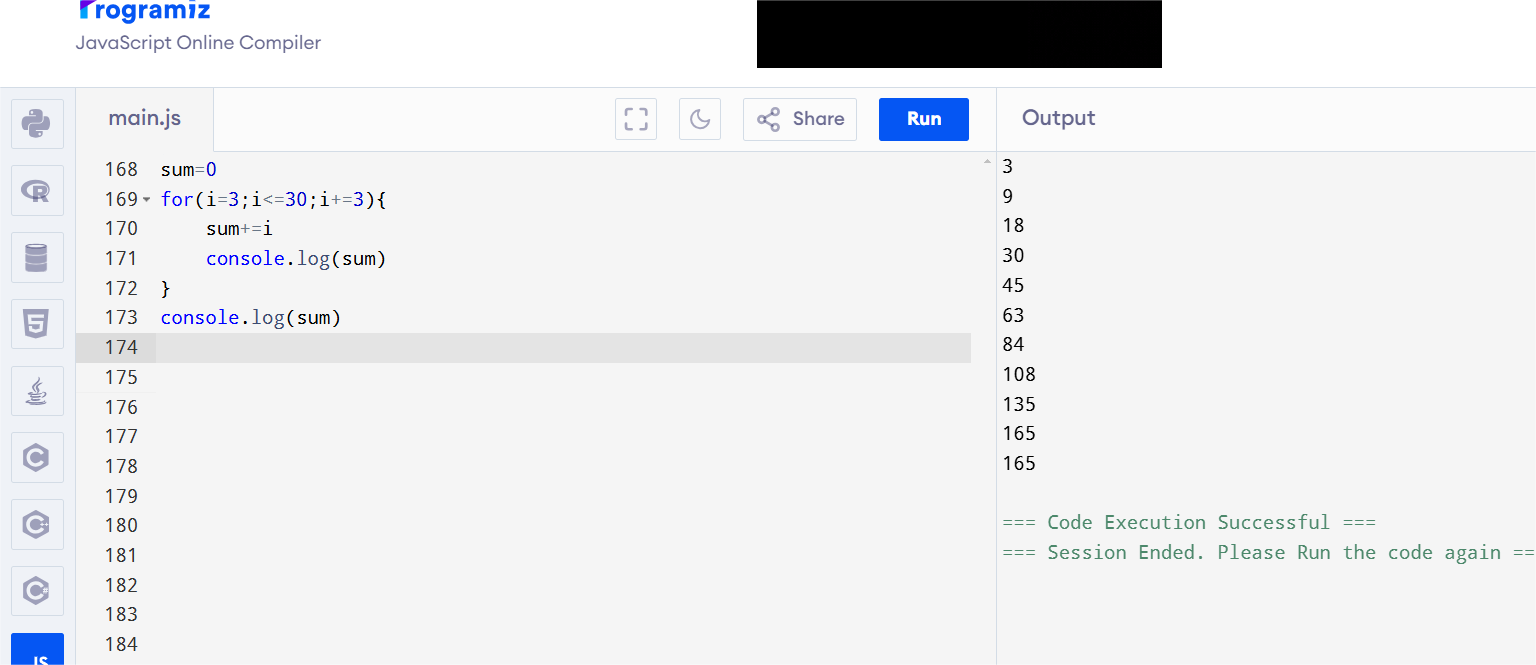 Programiz
JavaScript Online Compiler
main.js
Share
Run
Output
168 sum=0
169 for(i=3;i<=30;i+=3){
170     sum+=i
171     console.log(sum)
172 }
173 console.log(sum)
174
175
176
177
178
179
180
181
182
183
184
3
9
18
30
45
63
84
108
135
165
165
=== Code Execution Successful ===
=== Session Ended. Please Run the code again ==
R
5
C
C++
C#
JS